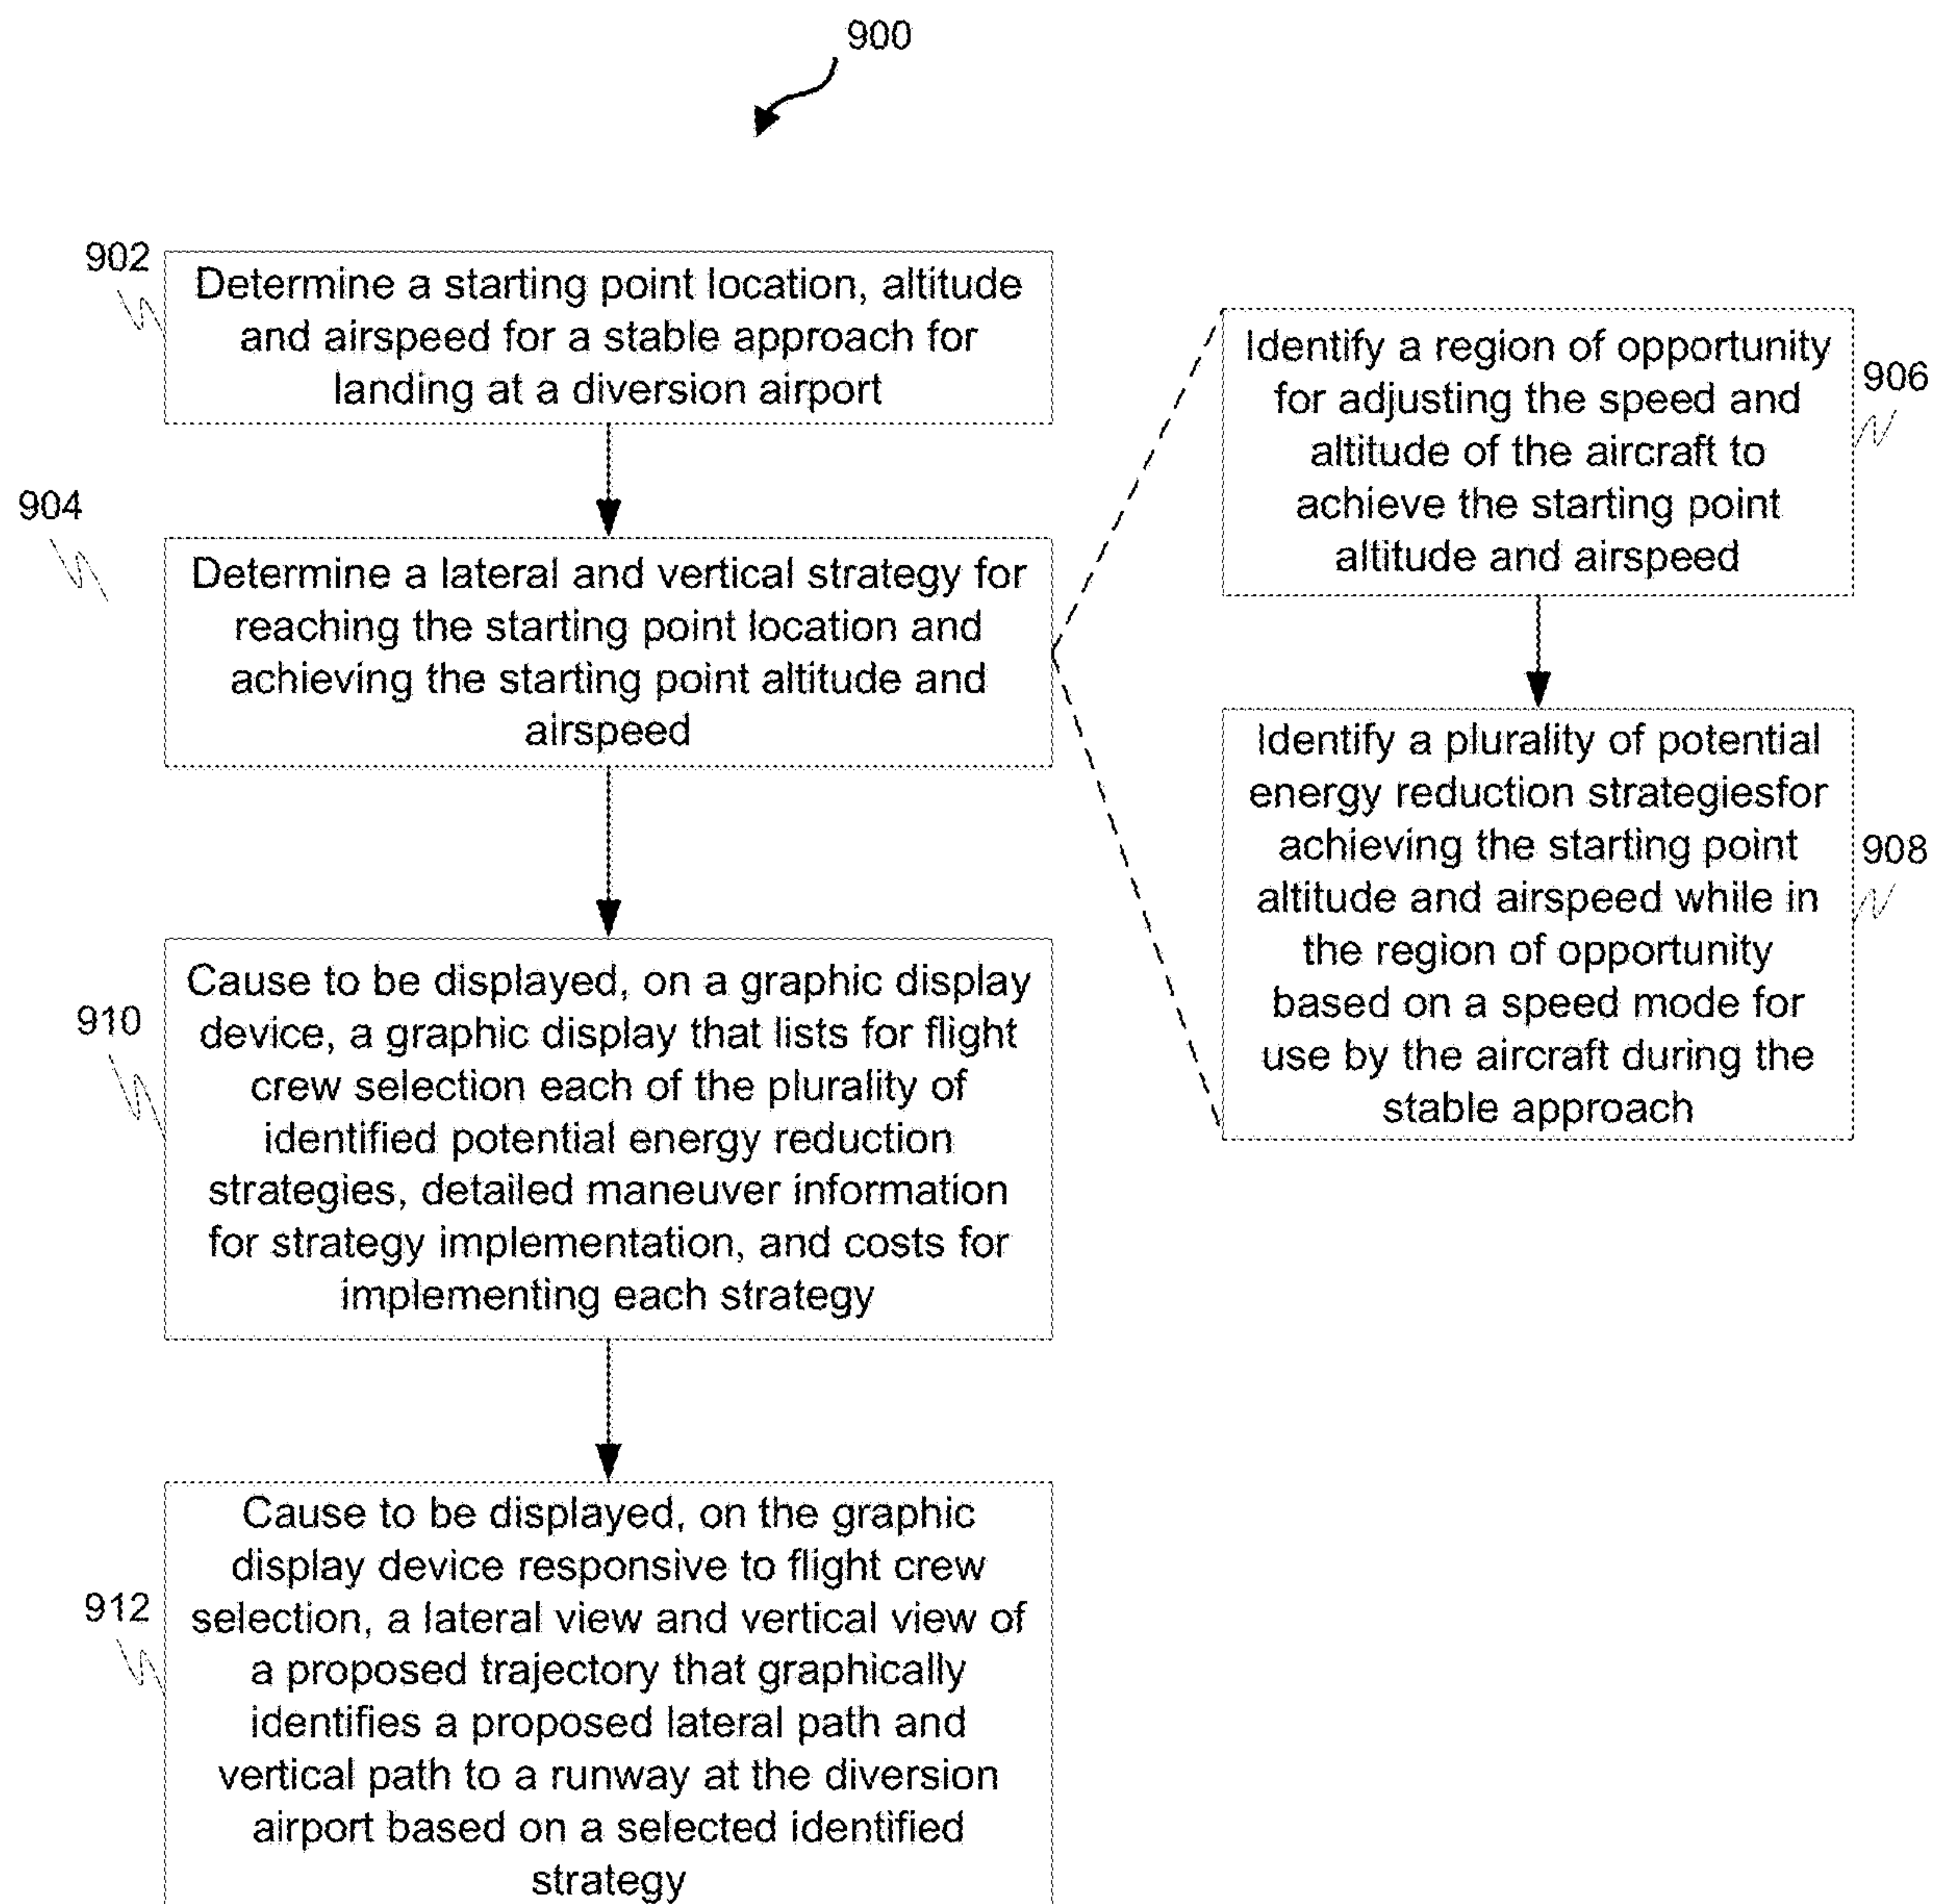 900
902
Determine a starting point location, altitude
and airspeed for a stable approach for
landing at a diversion airport
904
Determine a lateral and vertical strategy for
reaching the starting point location and
achieving the starting point altitude and
airspeed
906
Identify a region of opportunity
for adjusting the speed and
altitude of the aircraft to
achieve the starting point
altitude and airspeed
908
Identify a plurality of potential
energy reduction strategiesfor
achieving the starting point
altitude and airspeed while in
the region of opportunity
based on a speed mode for
use by the aircraft during the
stable approach
910
Cause to be displayed, on a graphic display
device, a graphic display that lists for flight
crew selection each of the plurality of
identified potential energy reduction
strategies, detailed maneuver information
for strategy implementation, and costs for
implementing each strategy
912
Cause to be displayed, on the graphic
display device responsive to flight crew
selection, a lateral view and vertical view of
a proposed trajectory that graphically
identifies a proposed lateral path and
vertical path to a runway at the diversion
airport based on a selected identified
strategy